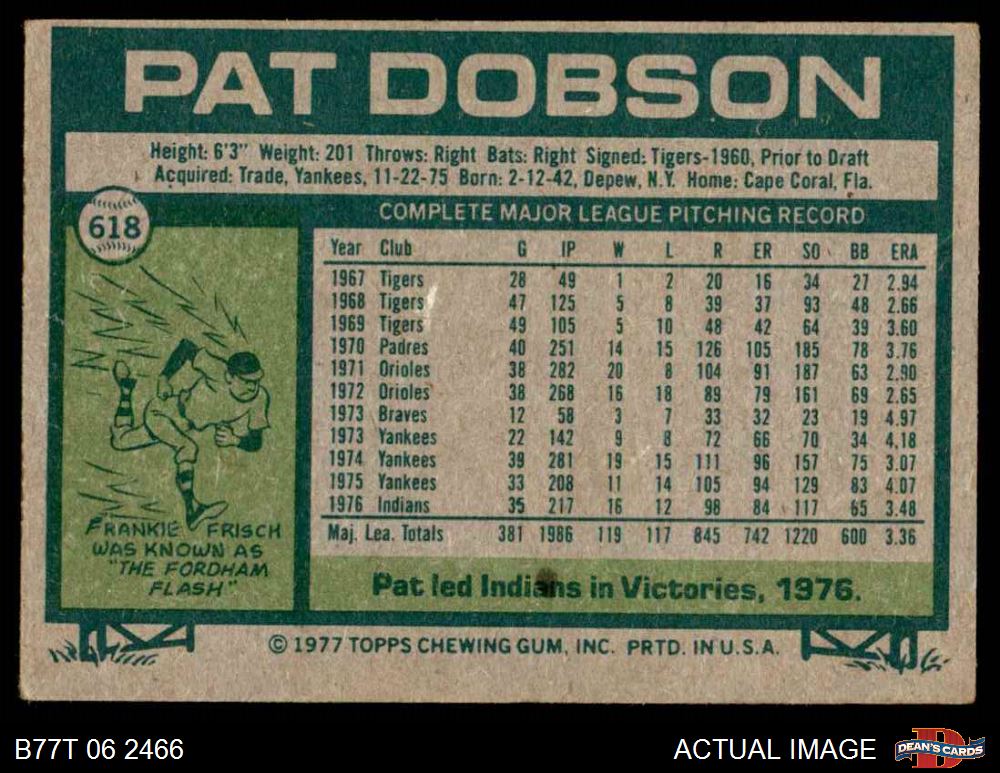 PAT DOBSON
Height: 6'3" Weight: 201 Throws: Right Bats: Right Signed: Tigers-1960, Prior to Draft
Acquired: Trade, Yankees, 11-22-75 Born: 2-12-42, Depew, N.Y. Home: Cape Coral, Fla.
618
COMPLETE MAJOR LEAGUE PITCHING RECORD
Year Club G IP W L R ER SO BB ERA
1967 Tigers 28 49 1 2 20 16 34 27 2.94
1968 Tigers 47 125 5 8 39 37 93 48 2.66
1969 Tigers 49 105 5 10 48 42 64 39 3.60
1970 Padres 40 251 14 15 126 105 185 78 3.76
1971 Orioles 38 282 20 8 104 91 187 63 2.90
1972 Orioles 38 268 16 18 89 79 161 69 2.65
1973 Braves 12 58 3 7 33 32 23 19 4.97
1973 Yankees 22 142 9 8 72 66 70 34 4.18
1974 Yankees 39 281 19 15 111 96 157 75 3.07
1975 Yankees 33 208 11 14 105 94 129 83 4.07
1976 Indians 35 217 16 12 98 84 117 65 3.48
Maj. Lea. Totals 381 1986 119 117 845 742 1220 600 3.36
FRANKIE FRISCH
WAS KNOWN AS
"THE FORDHAM
FLASH"
Pat led Indians in Victories, 1976.
© 1977 TOPPS CHEWING GUM, INC. PRTD. IN U.S.A.
B77T 06 2466
ACTUAL IMAGE
D
DEAN'S CARDS